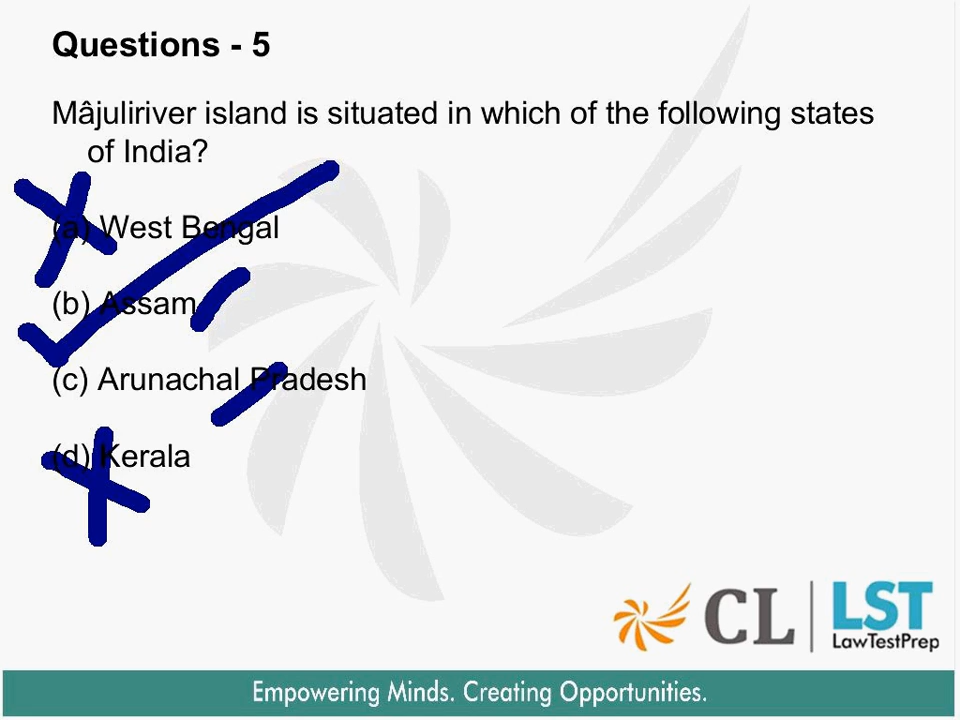 Questions - 5
Mâjuliriver island is situated in which of the following states
of India?
(a) West Bengal
(b) Assam
(c) Arunachal Pradesh
(d) Kerala
CL LST
LawTestPrep
Empowering Minds. Creating Opportunities.